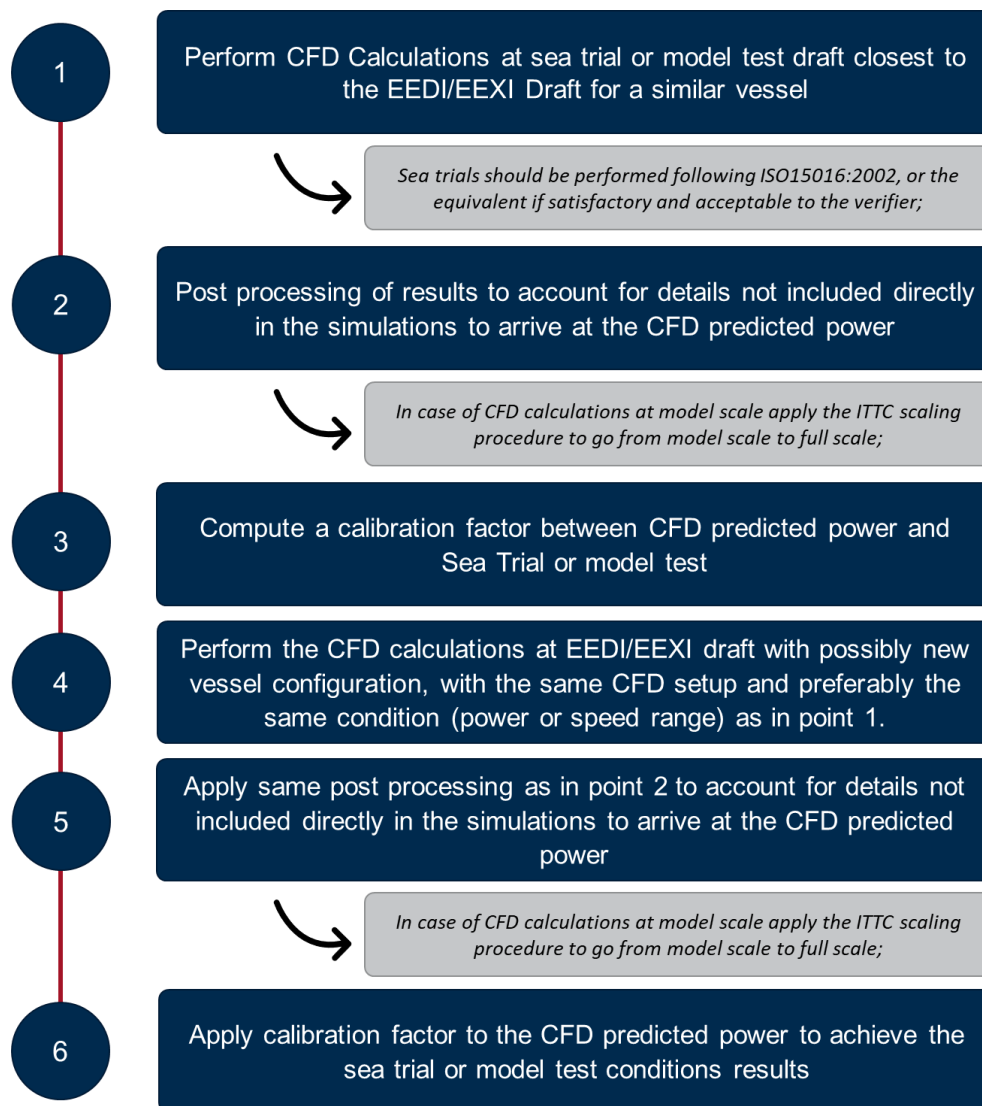 1
Perform CFD Calculations at sea trial or model test draft closest to
the EEDI/EEXI Draft for a similar vessel
Sea trials should be performed following ISO15016:2002, or the
equivalent if satisfactory and acceptable to the verifier;
2
Post processing of results to account for details not included directly
in the simulations to arrive at the CFD predicted power
In case of CFD calculations at model scale apply the ITTC scaling
procedure to go from model scale to full scale;
3
Compute a calibration factor between CFD predicted power and
Sea Trial or model test
4
Perform the CFD calculations at EEDI/EEXI draft with possibly new
vessel configuration, with the same CFD setup and preferably the
same condition (power or speed range) as in point 1.
5
Apply same post processing as in point 2 to account for details not
included directly in the simulations to arrive at the CFD predicted
power
In case of CFD calculations at model scale apply the ITTC scaling
procedure to go from model scale to full scale;
6
Apply calibration factor to the CFD predicted power to achieve the
sea trial or model test conditions results